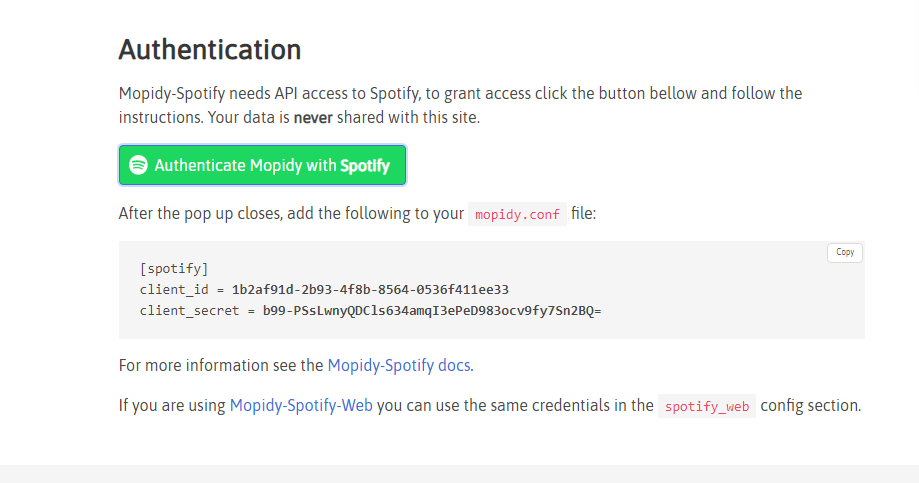 Authentication
Mopidy-Spotify needs API access to Spotify, to grant access click the button bellow and follow the
instructions. Your data is never shared with this site.
Authenticate Mopidy with Spotify
After the pop up closes, add the following to your mopidy.conf file:
Copy
[spotify]
client_id = 1b2af91d-2b93-4f8b-8564-0536f411ee33
client_secret = b99-PSsLwnyQDCls634amqI3ePeD983ocv9fy7Sn2BQ=
For more information see the Mopidy-Spotify docs.
If you are using Mopidy-Spotify-Web you can use the same credentials in the spotify_web config section.